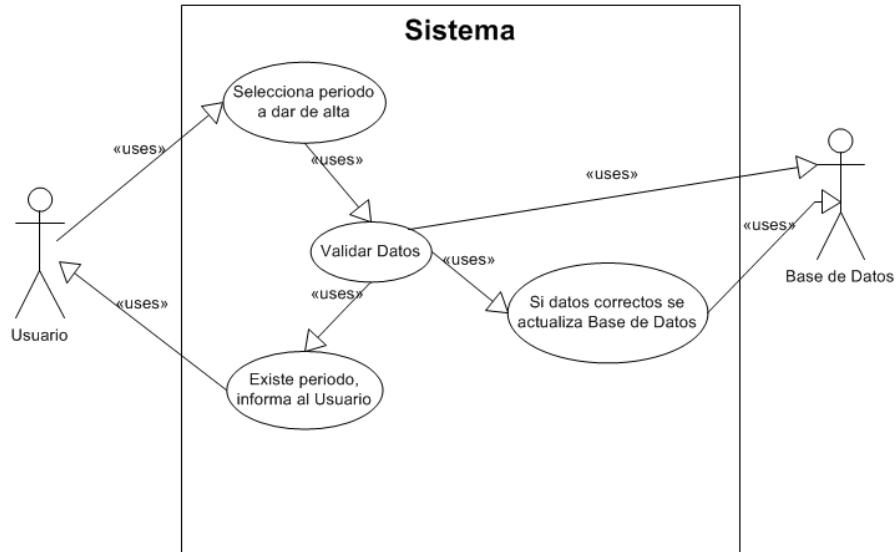 Sistema
Selecciona periodo
a dar de alta
«uses»
«uses»
«uses»
Validar Datos
«uses»
«uses»
«uses»
Base de Datos
«uses»
Si datos correctos se
actualiza Base de Datos
Usuario
Existe periodo,
informa al Usuario